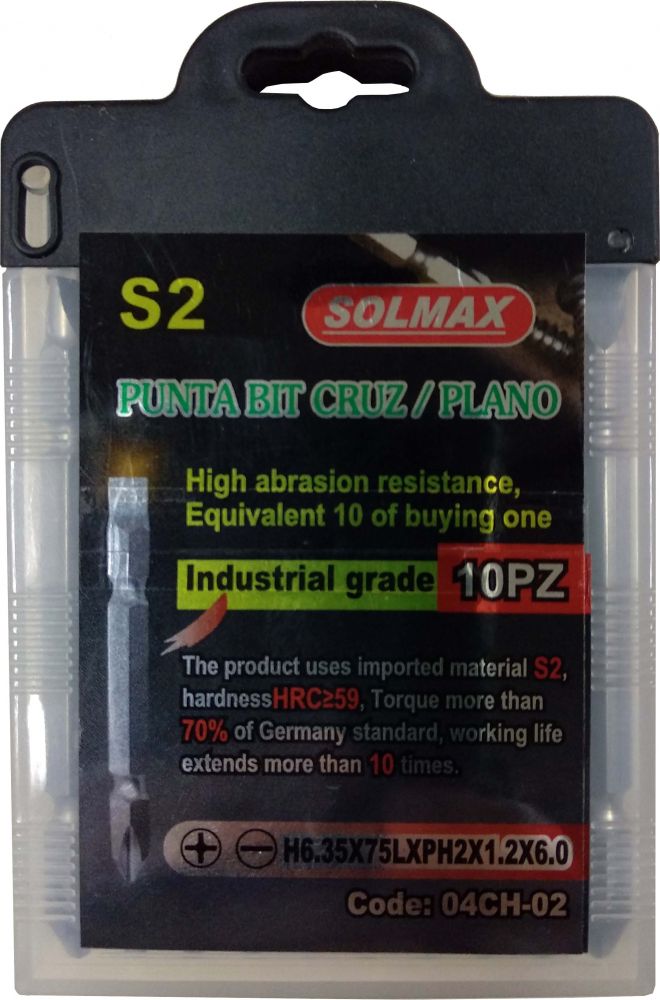 S2
SOLMAX
PUNTA BIT CRUZ / PLANO
High abrasion resistance,
Equivalent 10 of buying one
Industrial grade 10PZ
The product uses imported material S2,
hardnessHRC≥59, Torque more than
70% of Germany standard, working life
extends more than 10 times.
H6.35X75LXPH2X1.2X6.0
Code: 04CH-02